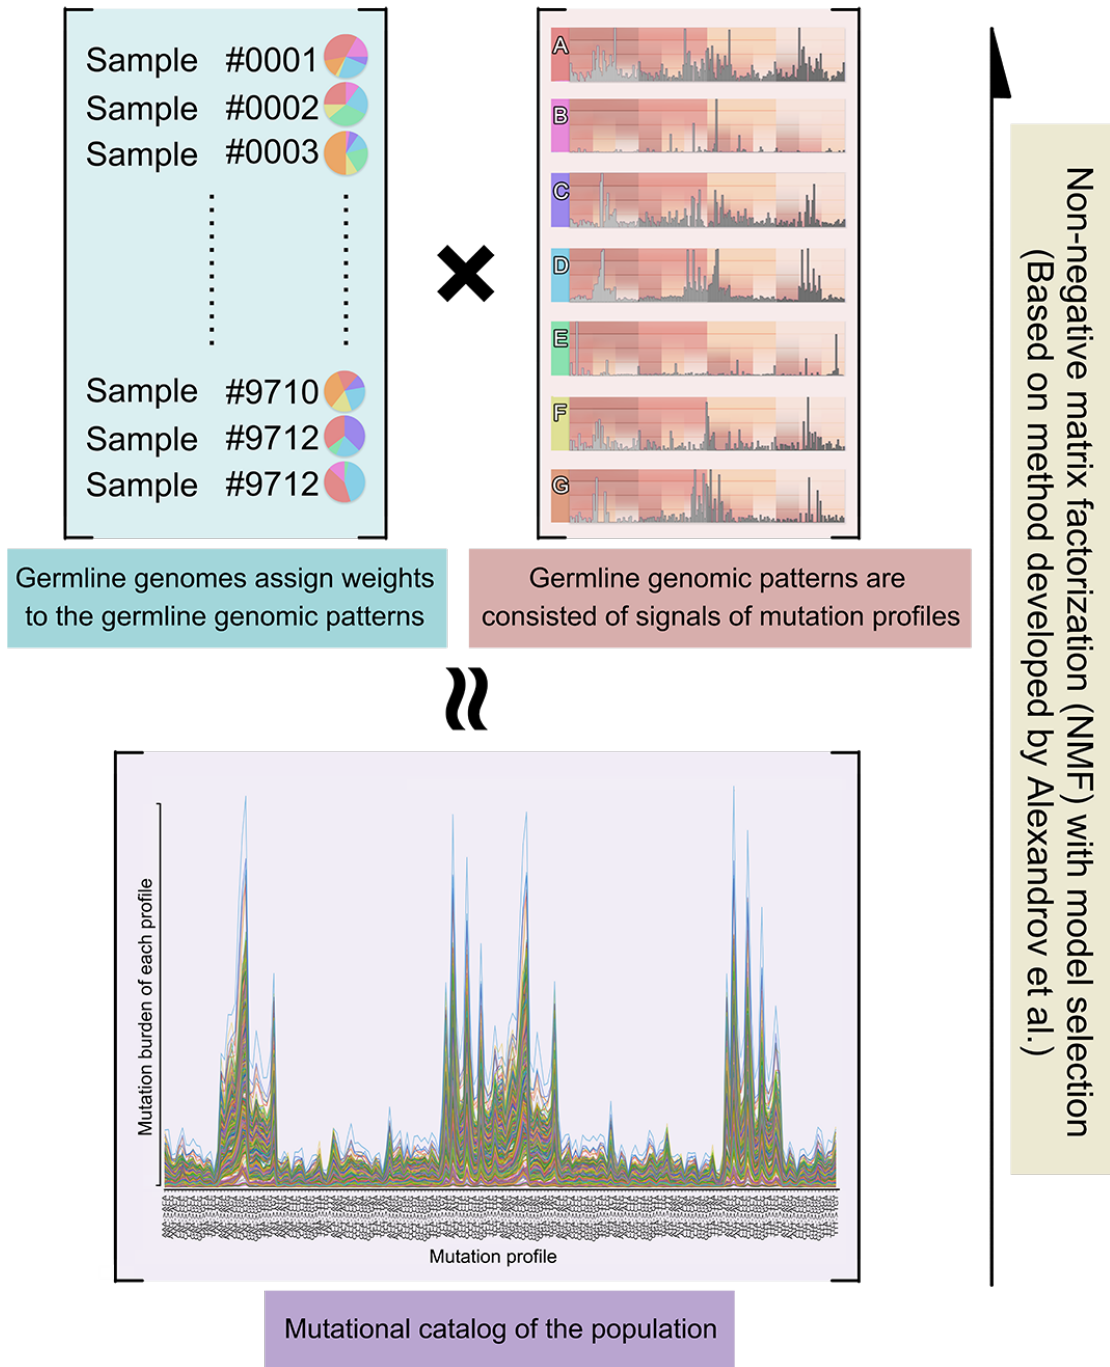 Sample #0001
Sample #0002
Sample #0003
Sample #9710
Sample #9712
Sample #9712
A
B
C
D
E
F
G
Germline genomes assign weights
to the germline genomic patterns
Germline genomic patterns are
consisted of signals of mutation profiles
Non-negative matrix factorization (NMF) with model selection
(Based on method developed by Alexandrov et al.)
Mutation burden of each profile
Mutation profile
Mutational catalog of the population